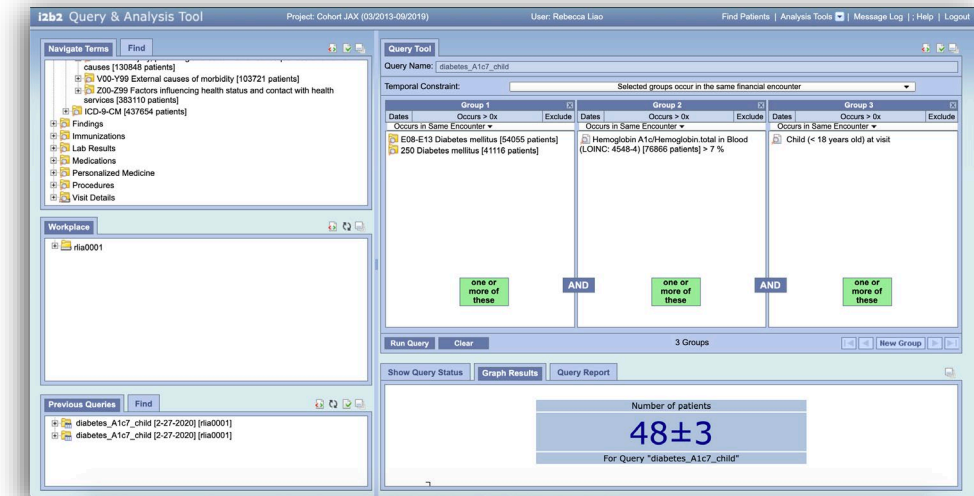 i2b2 Query & Analysis Tool Project: Cohort JAX (03/2013-09/2019) User: Rebecca Liao Find Patients | Analysis Tools | Message Log | ; Help | Logout
Navigate Terms Find
causes [130848 patients]
V00-Y99 External causes of morbidity [103721 patients]
Z00-Z99 Factors influencing health status and contact with health
services [383110 patients]
ICD-9-CM [437654 patients]
Findings
Immunizations
Lab Results
Medications
Personalized Medicine
Procedures
Visit Details
Workplace
rlia0001
Previous Queries Find
diabetes_A1c7_child [2-27-2020] [rlia0001]
diabetes_A1c7_child [2-27-2020] [rlia0001]
Query Tool
Query Name: diabetes_A1c7_child
Temporal Constraint: Selected groups occur in the same financial encounter
Group 1 Group 2 Group 3
Dates Occurs > 0x Exclude Dates Occurs > 0x Exclude Dates Occurs > 0x Exclude
Occurs in Same Encounter Occurs in Same Encounter Occurs in Same Encounter
E08-E13 Diabetes mellitus [54055 patients]
250 Diabetes mellitus [41116 patients]
Hemoglobin A1c/Hemoglobin.total in Blood
(LOINC: 4548-4) [76866 patients] > 7 %
Child (< 18 years old) at visit
one or
more of
these
AND
one or
more of
these
AND
one or
more of
these
Run Query Clear 3 Groups New Group
Show Query Status Graph Results Query Report
Number of patients
48±3
For Query "diabetes_A1c7_child"